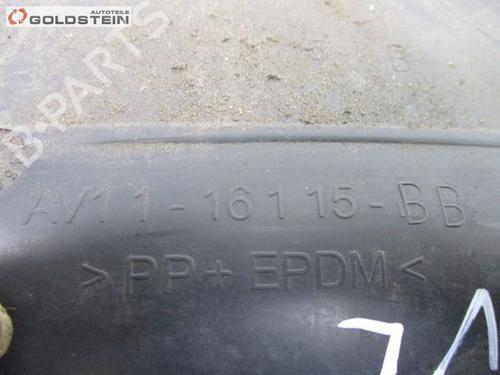 AUTOTEILE
GOLDSTEIN
B-PARTS
AV11-16115-BB
>PP+EPDM<